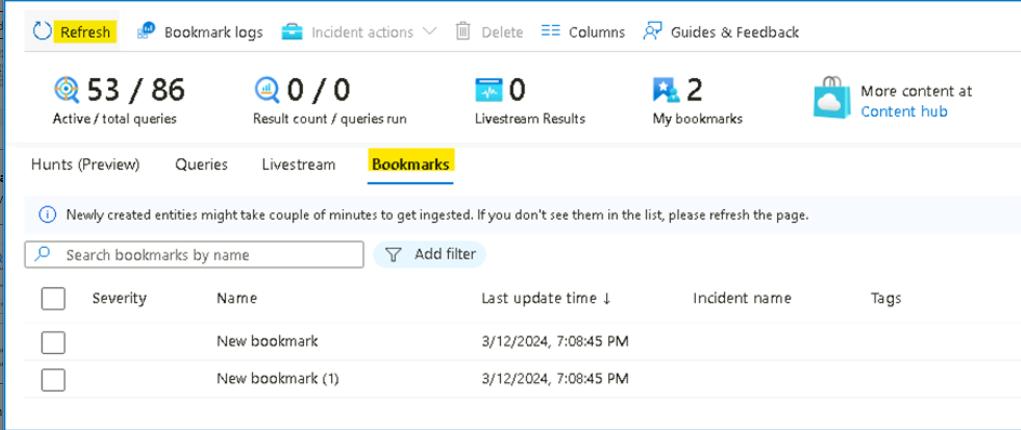 Refresh Bookmark logs Incident actions Delete Columns Guides & Feedback
53 / 86 0 / 0 0 2 More content at
Active / total queries Result count / queries run Livestream Results My bookmarks Content hub
Hunts (Preview) Queries Livestream Bookmarks
Newly created entities might take couple of minutes to get ingested. If you don't see them in the list, please refresh the page.
Search bookmarks by name Add filter
Severity Name Last update time ↓ Incident name Tags
New bookmark 3/12/2024, 7:08:45 PM
New bookmark (1) 3/12/2024, 7:08:45 PM